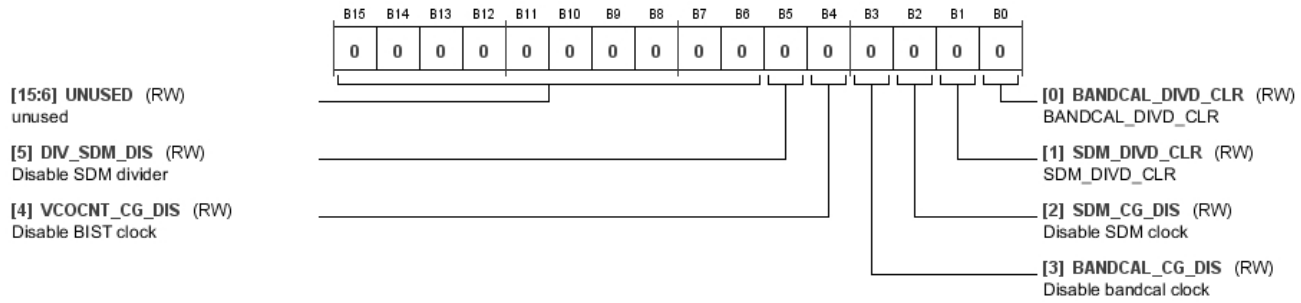 B15 B14 B13 B12 B11 B10 B9 B8 B7 B6 B5 B4 B3 B2 B1 B0
0 0 0 0 0 0 0 0 0 0 0 0 0 0 0 0
[15:6] UNUSED (RW)
unused
[5] DIV_SDM_DIS (RW)
Disable SDM divider
[4] VCOCNT_CG_DIS (RW)
Disable BIST clock
[0] BANDCAL_DIVD_CLR (RW)
BANDCAL_DIVD_CLR
[1] SDM_DIVD_CLR (RW)
SDM_DIVD_CLR
[2] SDM_CG_DIS (RW)
Disable SDM clock
[3] BANDCAL_CG_DIS (RW)
Disable bandcal clock